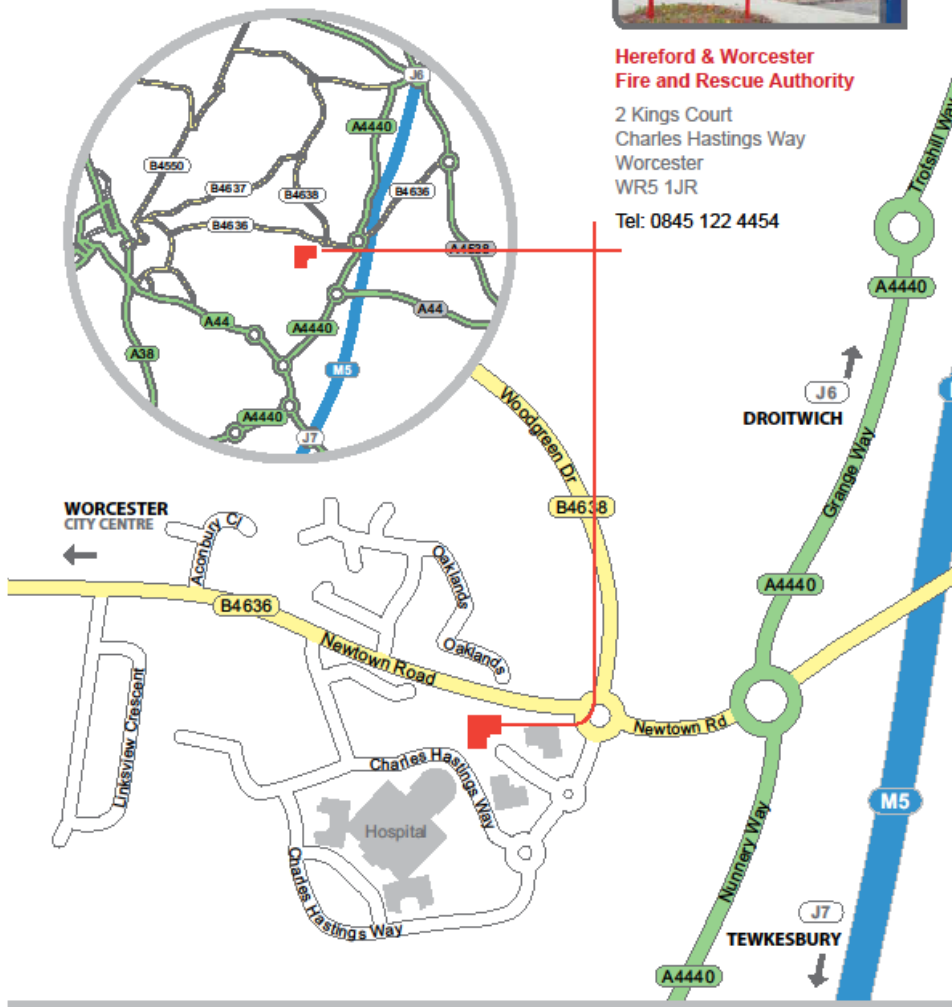 Hereford & Worcester
Fire and Rescue Authority
2 Kings Court
Charles Hastings Way
Worcester
WR5 1JR
Tel: 0845 122 4454
J6
A4440
B4550
B4637
B4638
B4636
B4636
A4538
A44
A44
A4440
A38
M5
A4440
J7
Trotshill Way
A4440
J6
DROITWICH
Grange Way
Woodgreen Dr
B4638
WORCESTER
CITY CENTRE
Aconbury Cl
Oaklands
A4440
B4636
Newtown Road
Oaklands
Linksview Crescent
Newtown Rd
Charles Hastings Way
Hospital
M5
Nunnery Way
Charles Hastings Way
J7
TEWKESBURY
A4440